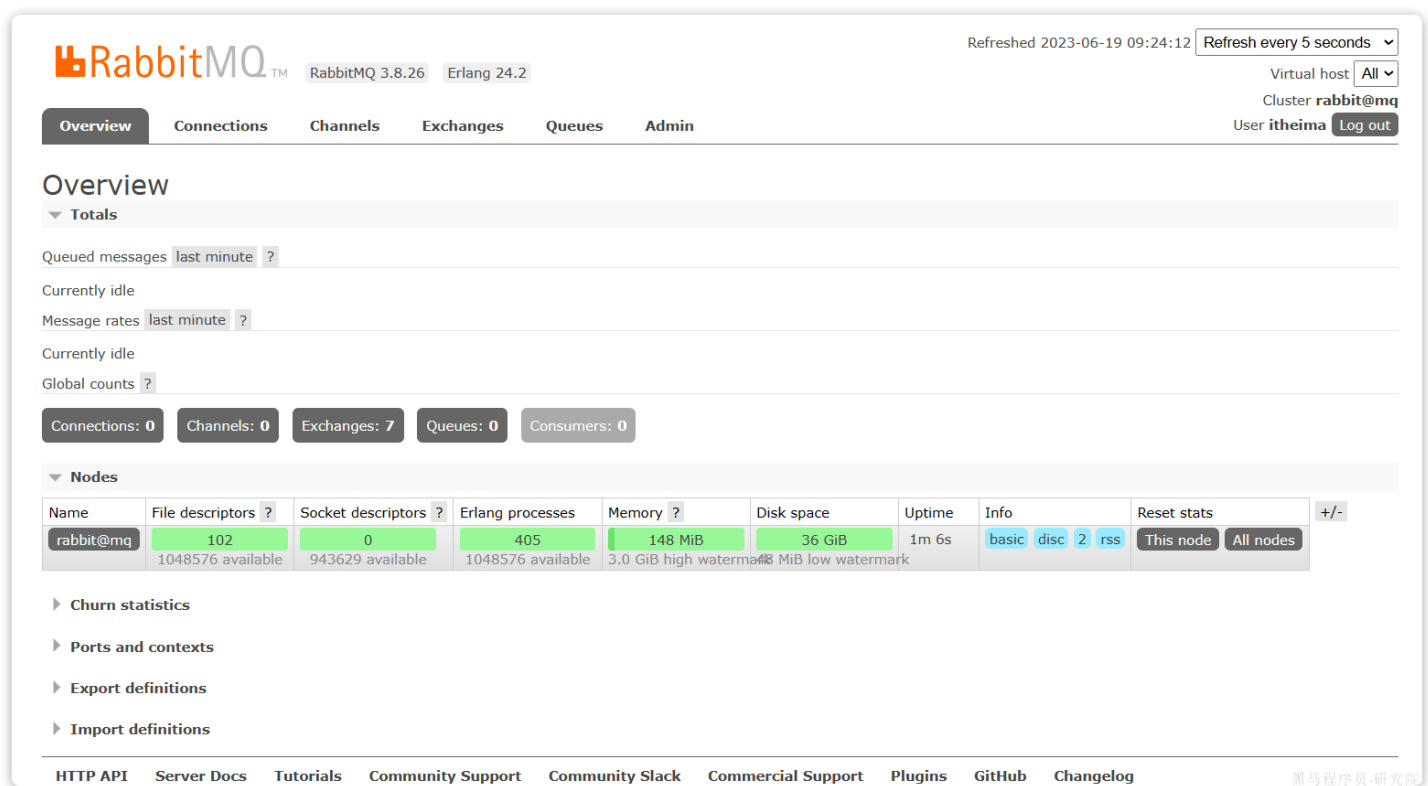 Refreshed 2023-06-19 09:24:12 Refresh every 5 seconds
RabbitMQ TM RabbitMQ 3.8.26 Erlang 24.2
Virtual host All
Cluster rabbit@mq
User itheima Log out
Overview Connections Channels Exchanges Queues Admin
Overview
Totals
Queued messages last minute ?
Currently idle
Message rates last minute ?
Currently idle
Global counts ?
Connections: 0 Channels: 0 Exchanges: 7 Queues: 0 Consumers: 0
Nodes
Name File descriptors ? Socket descriptors ? Erlang processes Memory ? Disk space Uptime Info Reset stats +/-
rabbit@mq 102 0 405 148 MiB 36 GiB 1m 6s basic disc 2 rss This node All nodes
1048576 available 943629 available 1048576 available 3.0 GiB high watermark 48 MiB low watermark
Churn statistics
Ports and contexts
Export definitions
Import definitions
HTTP API Server Docs Tutorials Community Support Community Slack Commercial Support Plugins GitHub Changelog
黑马程序员-研究院